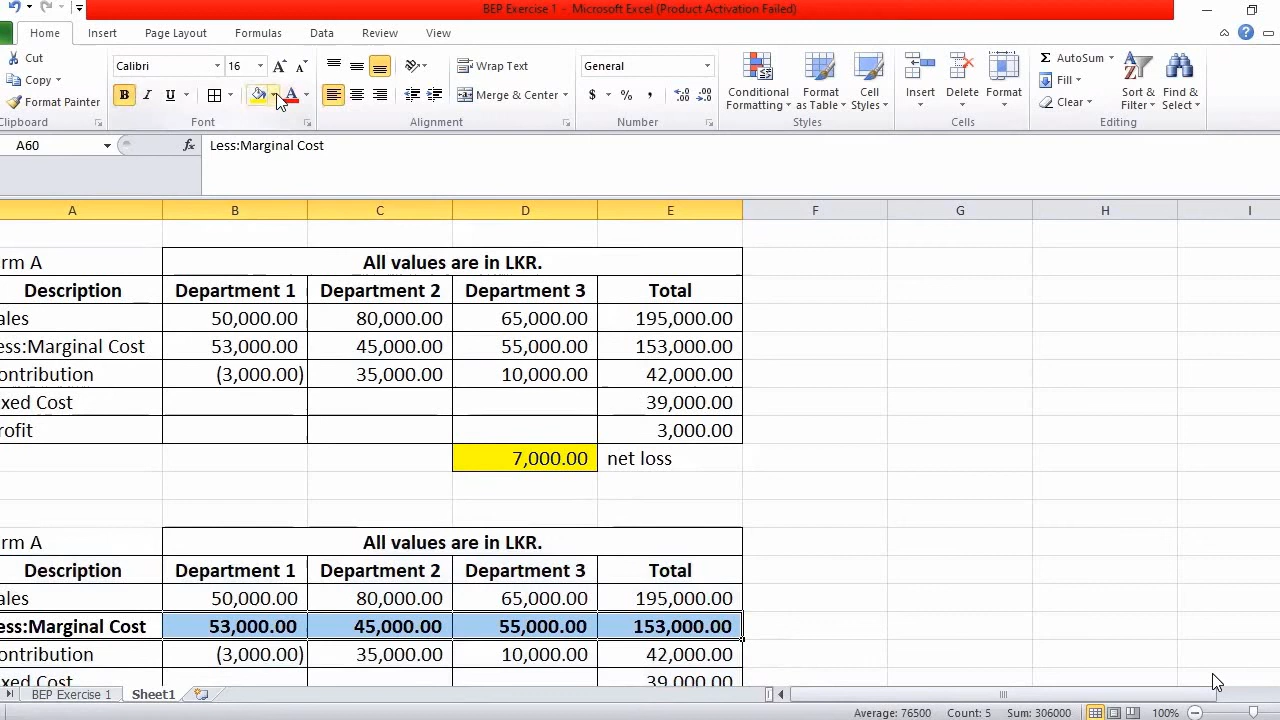 BEP Exercise 1 - Microsoft Excel (Product Activation Failed)
Home Insert Page Layout Formulas Data Review View
Cut
Copy
Format Painter
Clipboard
Calibri 16
B I U
Font
Wrap Text
Merge & Center
Alignment
General
$ % ,
Number
Conditional Formatting
Format as Table
Cell Styles
Styles
Insert Delete Format
Cells
AutoSum
Fill
Clear
Sort & Filter
Find & Select
Editing
A60 fx Less:Marginal Cost
A B C D E F G H I
rm A All values are in LKR.
Description Department 1 Department 2 Department 3 Total
ales 50,000.00 80,000.00 65,000.00 195,000.00
ess:Marginal Cost 53,000.00 45,000.00 55,000.00 153,000.00
ontribution (3,000.00) 35,000.00 10,000.00 42,000.00
xed Cost 39,000.00
rofit 3,000.00
7,000.00 net loss
rm A All values are in LKR.
Description Department 1 Department 2 Department 3 Total
ales 50,000.00 80,000.00 65,000.00 195,000.00
ess:Marginal Cost 53,000.00 45,000.00 55,000.00 153,000.00
ontribution (3,000.00) 35,000.00 10,000.00 42,000.00
xed Cost 39,000.00
BEP Exercise 1 Sheet1
Average: 76500 Count: 5 Sum: 306000 100%